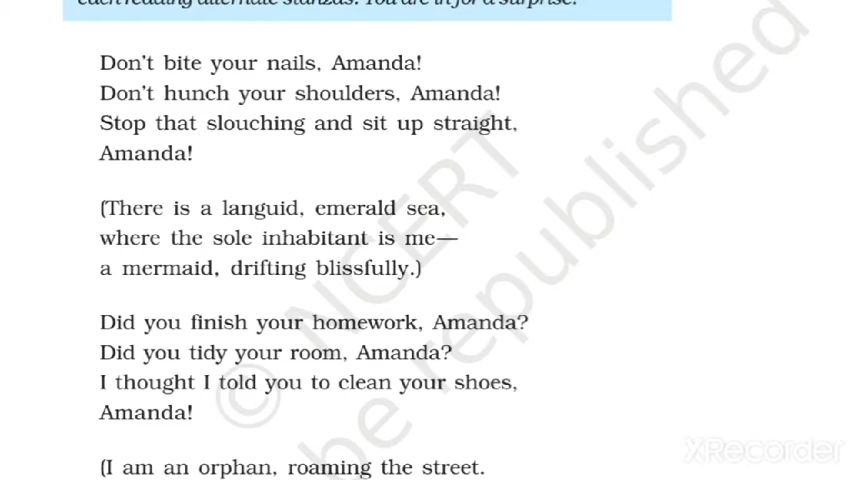 each reading alternate stanzas. You are in for a surprise.
Don't bite your nails, Amanda!
Don't hunch your shoulders, Amanda!
Stop that slouching and sit up straight,
Amanda!
(There is a languid, emerald sea,
where the sole inhabitant is me—
a mermaid, drifting blissfully.)
Did you finish your homework, Amanda?
Did you tidy your room, Amanda?
I thought I told you to clean your shoes,
Amanda!
(I am an orphan, roaming the street.
© NCERT
be republished
XRecorder